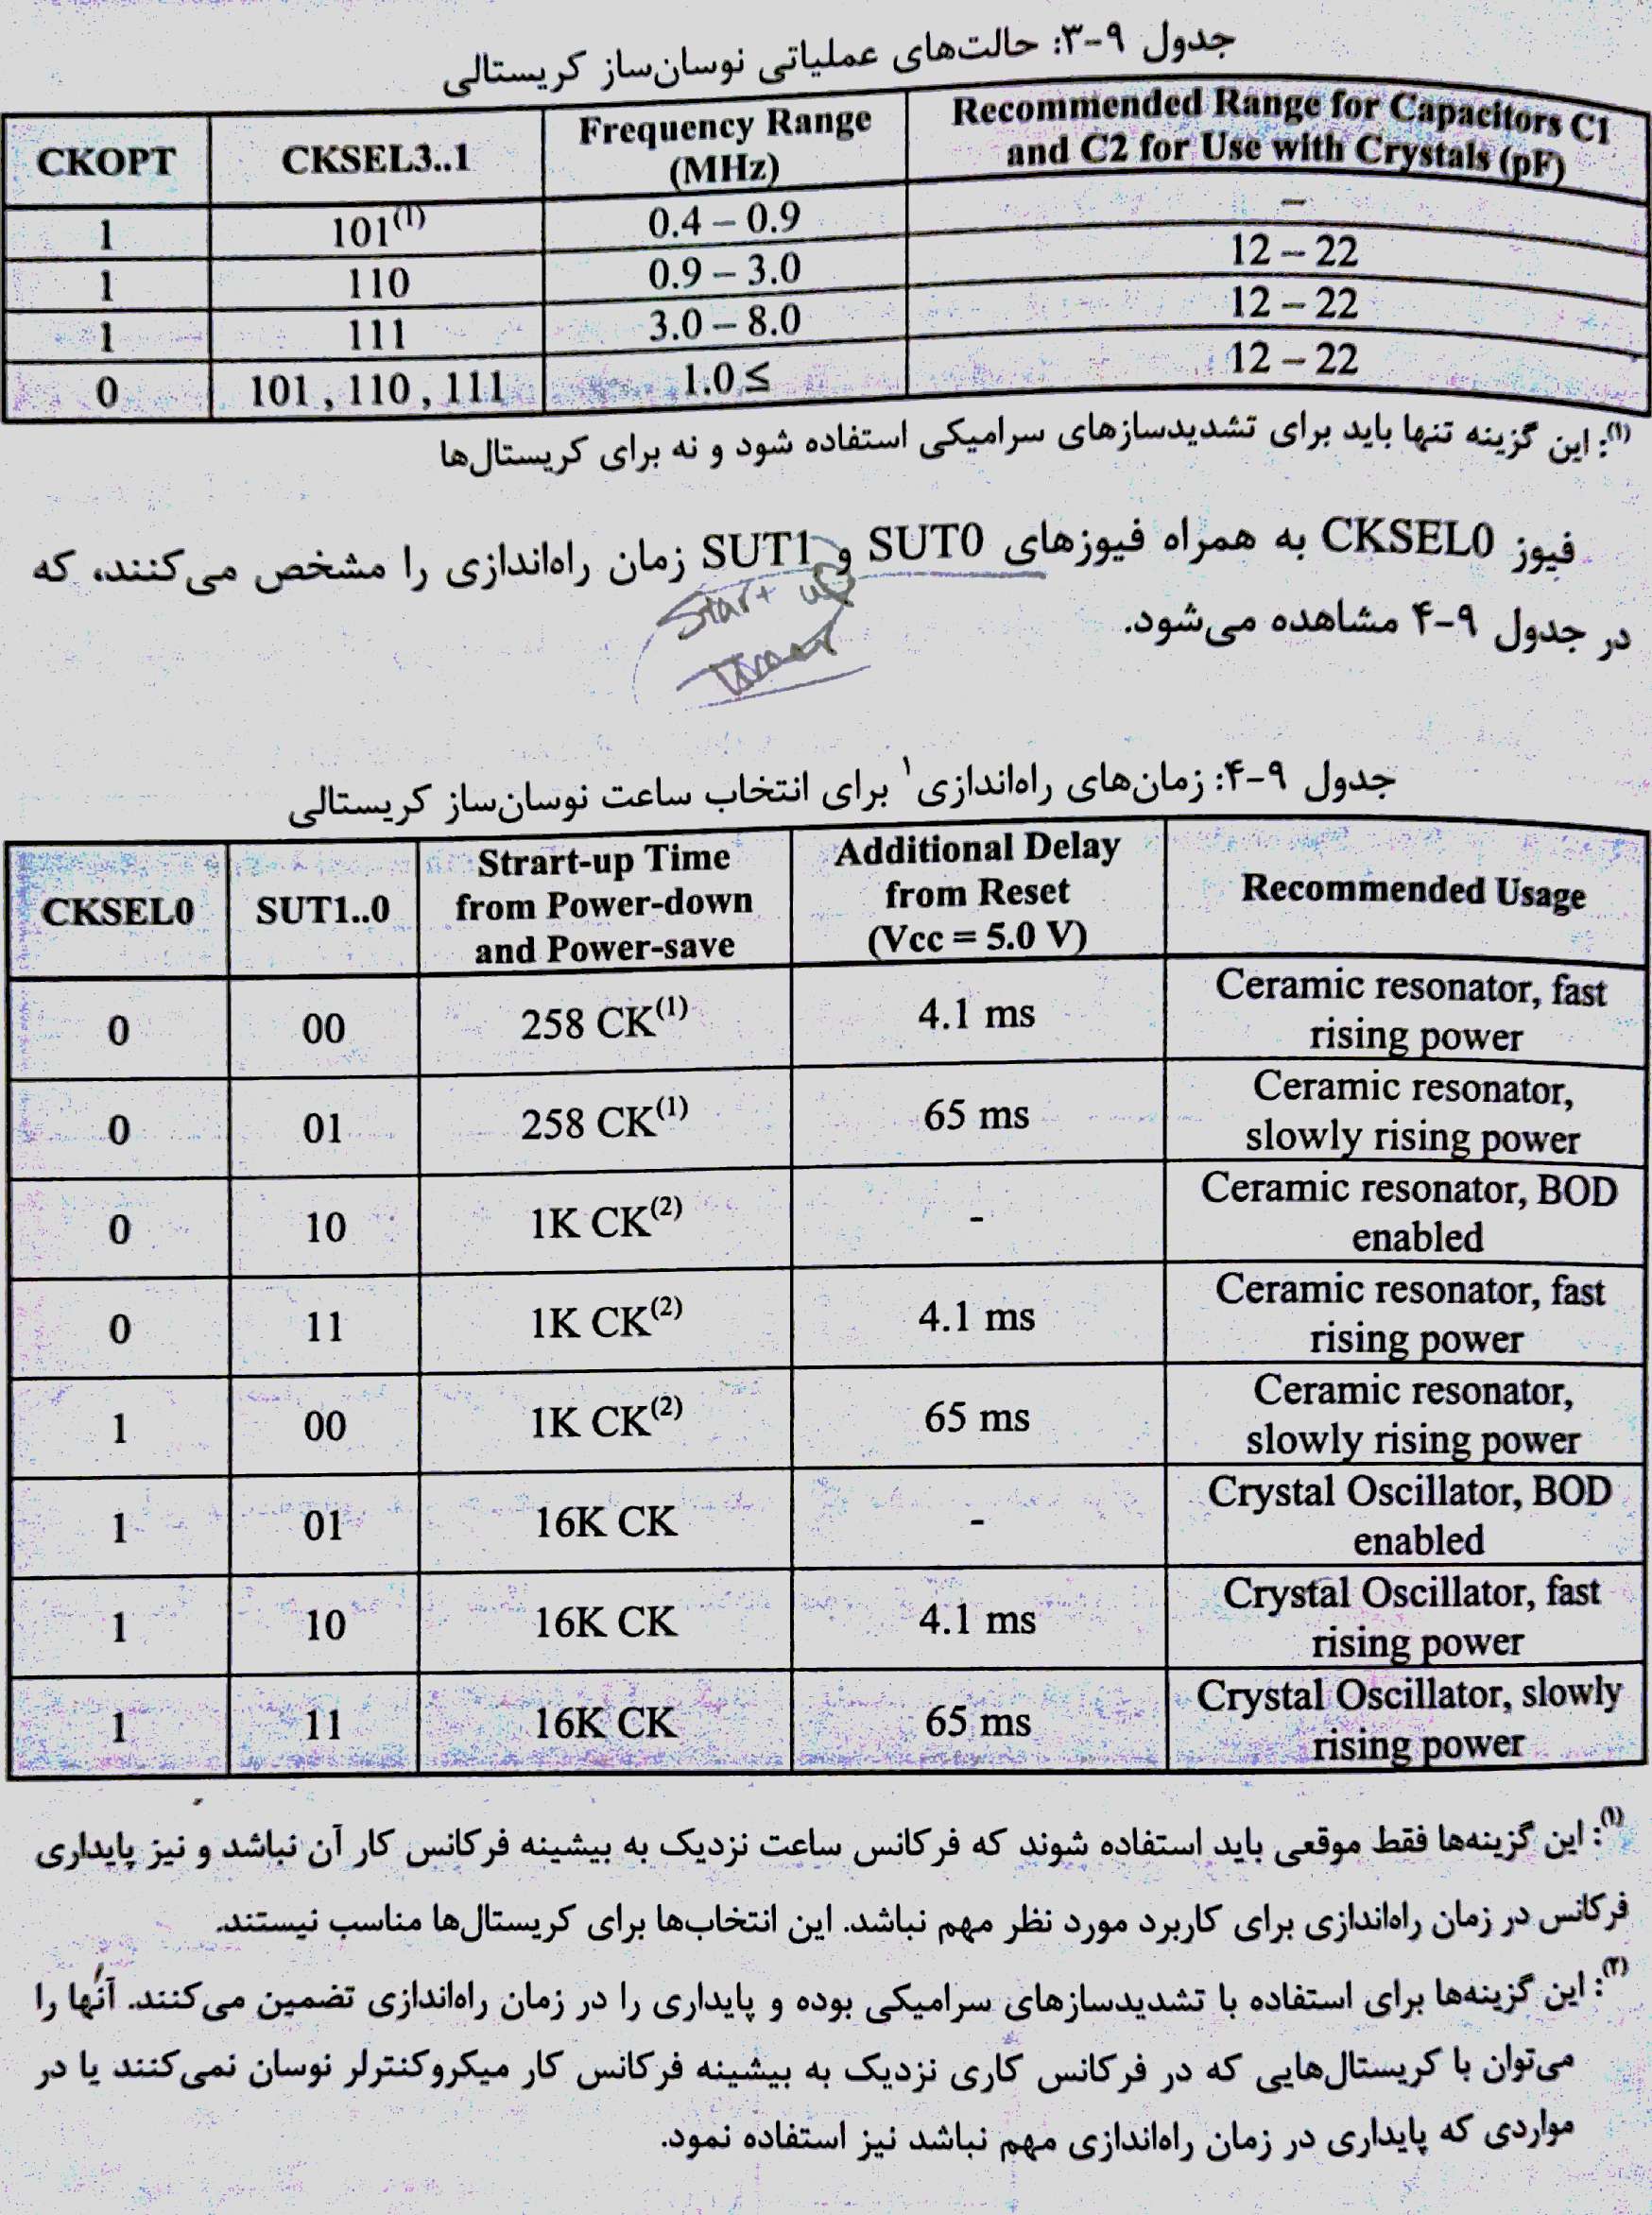 جدول ۹-۳: حالت‌های عملیاتی نوسان‌ساز کریستالی
CKOPT CKSEL3..1 Frequency Range (MHz) Recommended Range for Capacitors C1 and C2 for Use with Crystals (pF)
1 101(1) 0.4 – 0.9 –
1 110 0.9 – 3.0 12 – 22
1 111 3.0 – 8.0 12 – 22
0 101 , 110 , 111 1.0 ≤ 12 – 22
(۱): این گزینه تنها باید برای تشدیدسازهای سرامیکی استفاده شود و نه برای کریستال‌ها
فیوز CKSEL0 به همراه فیوزهای SUT0 و SUT1 زمان راه‌اندازی را مشخص می‌کنند، که
در جدول ۹-۴ مشاهده می‌شود.
Start up
جدول ۹-۴: زمان‌های راه‌اندازی۱ برای انتخاب ساعت نوسان‌ساز کریستالی
CKSEL0 SUT1..0 Strart-up Time from Power-down and Power-save Additional Delay from Reset (Vcc = 5.0 V) Recommended Usage
0 00 258 CK(1) 4.1 ms Ceramic resonator, fast rising power
0 01 258 CK(1) 65 ms Ceramic resonator, slowly rising power
0 10 1K CK(2) - Ceramic resonator, BOD enabled
0 11 1K CK(2) 4.1 ms Ceramic resonator, fast rising power
1 00 1K CK(2) 65 ms Ceramic resonator, slowly rising power
1 01 16K CK - Crystal Oscillator, BOD enabled
1 10 16K CK 4.1 ms Crystal Oscillator, fast rising power
1 11 16K CK 65 ms Crystal Oscillator, slowly rising power
(۱): این گزینه‌ها فقط موقعی باید استفاده شوند که فرکانس ساعت نزدیک به بیشینه فرکانس کار آن نباشد و نیز پایداری
فرکانس در زمان راه‌اندازی برای کاربرد مورد نظر مهم نباشد. این انتخاب‌ها برای کریستال‌ها مناسب نیستند.
(۲): این گزینه‌ها برای استفاده با تشدیدسازهای سرامیکی بوده و پایداری را در زمان راه‌اندازی تضمین می‌کنند. آنها را
می‌توان با کریستال‌هایی که در فرکانس کاری نزدیک به بیشینه فرکانس کار میکروکنترلر نوسان نمی‌کنند یا در
مواردی که پایداری در زمان راه‌اندازی مهم نباشد نیز استفاده نمود.